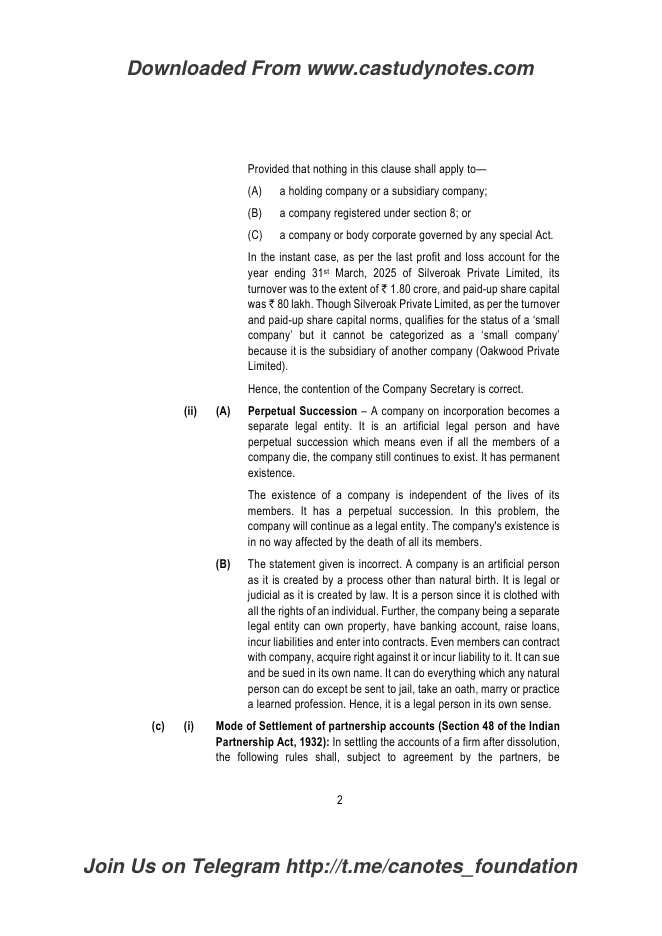 Downloaded From www.castudynotes.com
Provided that nothing in this clause shall apply to—
(A) a holding company or a subsidiary company;
(B) a company registered under section 8; or
(C) a company or body corporate governed by any special Act.
In the instant case, as per the last profit and loss account for the
year ending 31st March, 2025 of Silveroak Private Limited, its
turnover was to the extent of ₹ 1.80 crore, and paid-up share capital
was ₹ 80 lakh. Though Silveroak Private Limited, as per the turnover
and paid-up share capital norms, qualifies for the status of a ‘small
company’ but it cannot be categorized as a ‘small company’
because it is the subsidiary of another company (Oakwood Private
Limited).
Hence, the contention of the Company Secretary is correct.
(ii) (A) Perpetual Succession – A company on incorporation becomes a
separate legal entity. It is an artificial legal person and have
perpetual succession which means even if all the members of a
company die, the company still continues to exist. It has permanent
existence.
The existence of a company is independent of the lives of its
members. It has a perpetual succession. In this problem, the
company will continue as a legal entity. The company's existence is
in no way affected by the death of all its members.
(B) The statement given is incorrect. A company is an artificial person
as it is created by a process other than natural birth. It is legal or
judicial as it is created by law. It is a person since it is clothed with
all the rights of an individual. Further, the company being a separate
legal entity can own property, have banking account, raise loans,
incur liabilities and enter into contracts. Even members can contract
with company, acquire right against it or incur liability to it. It can sue
and be sued in its own name. It can do everything which any natural
person can do except be sent to jail, take an oath, marry or practice
a learned profession. Hence, it is a legal person in its own sense.
(c) (i) Mode of Settlement of partnership accounts (Section 48 of the Indian
Partnership Act, 1932): In settling the accounts of a firm after dissolution,
the following rules shall, subject to agreement by the partners, be
2
Join Us on Telegram http://t.me/canotes_foundation